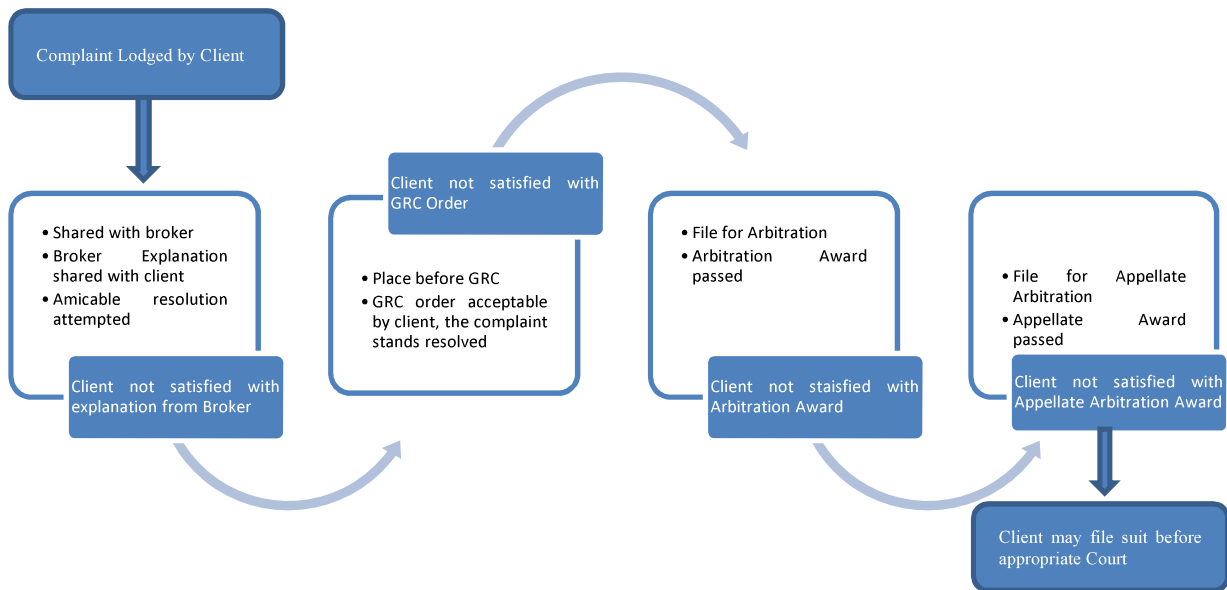 Complaint Lodged by Client
• Shared with broker
• Broker Explanation
shared with client
• Amicable resolution
attempted
Client not satisfied with
explanation from Broker
Client not satisfied with
GRC Order
• Place before GRC
• GRC order acceptable
by client, the complaint
stands resolved
• File for Arbitration
• Arbitration Award
passed
Client not staisfied with
Arbitration Award
• File for Appellate
Arbitration
• Appellate Award
passed
Client not satisfied with
Appellate Arbitration Award
Client may file suit before
appropriate Court